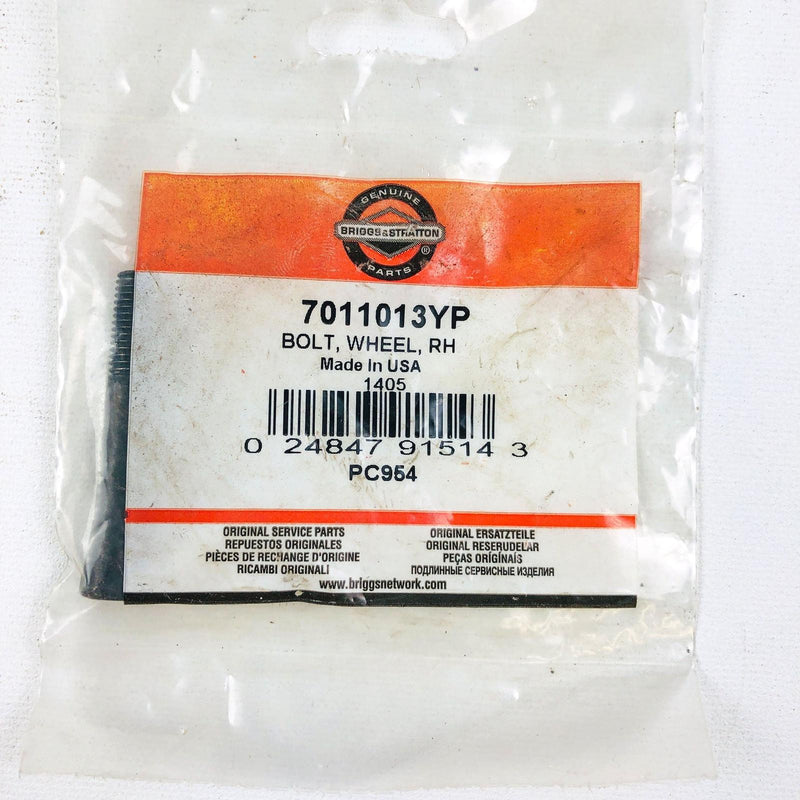 GENUINE
BRIGGS & STRATTON
®
PARTS
7011013YP
BOLT, WHEEL, RH
Made In USA
1405
0 24847 91514 3
PC954
ORIGINAL SERVICE PARTS
REPUESTOS ORIGINALES
PIÈCES DE RECHANGE D'ORIGINE
RICAMBI ORIGINALI
ORIGINAL ERSATZTEILE
ORIGINAL RESERUDELAR
PEÇAS ORIGINAIS
ПОДЛИННЫЕ СЕРВИСНЫЕ ИЗДЕЛИЯ
www.briggsnetwork.com